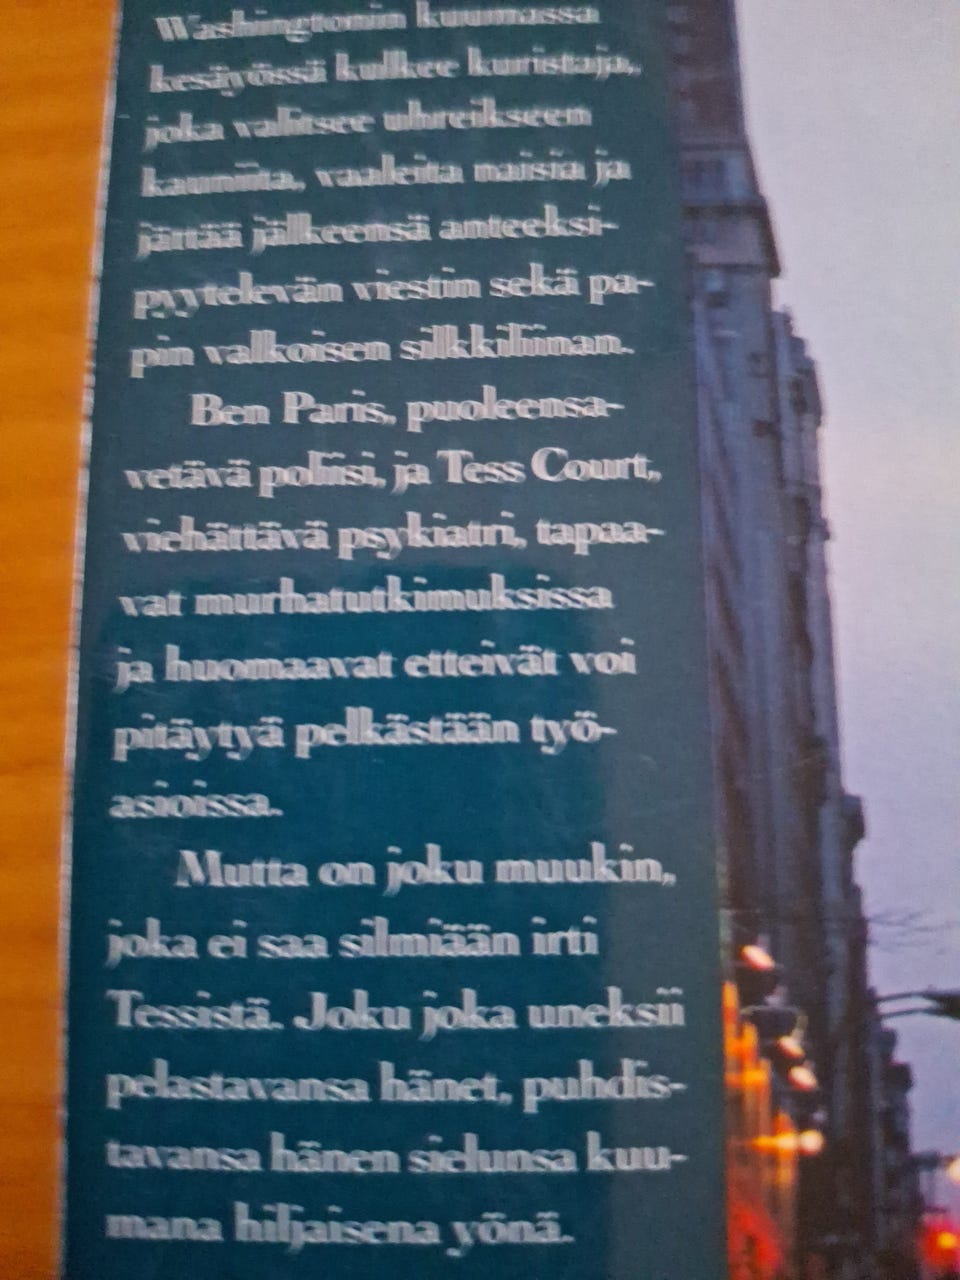 Washingtonin kuumassa
kesäyössä kulkee kuristaja,
joka valitsee uhreikseen
kauniita, vaaleita naisia ja
jättää jälkeensä anteeksi-
pyytelevän viestin sekä pa-
pin valkoisen silkkiliinan.
Ben Paris, puoleensa-
vetävä poliisi, ja Tess Court,
viehättävä psykiatri, tapaa-
vat murhatutkimuksissa
ja huomaavat etteivät voi
pitäytyä pelkästään työ-
asioissa.
Mutta on joku muukin,
joka ei saa silmiään irti
Tessistä. Joku joka uneksii
pelastavansa hänet, puhdis-
tavansa hänen sielunsa kuu-
mana hiljaisena yönä.